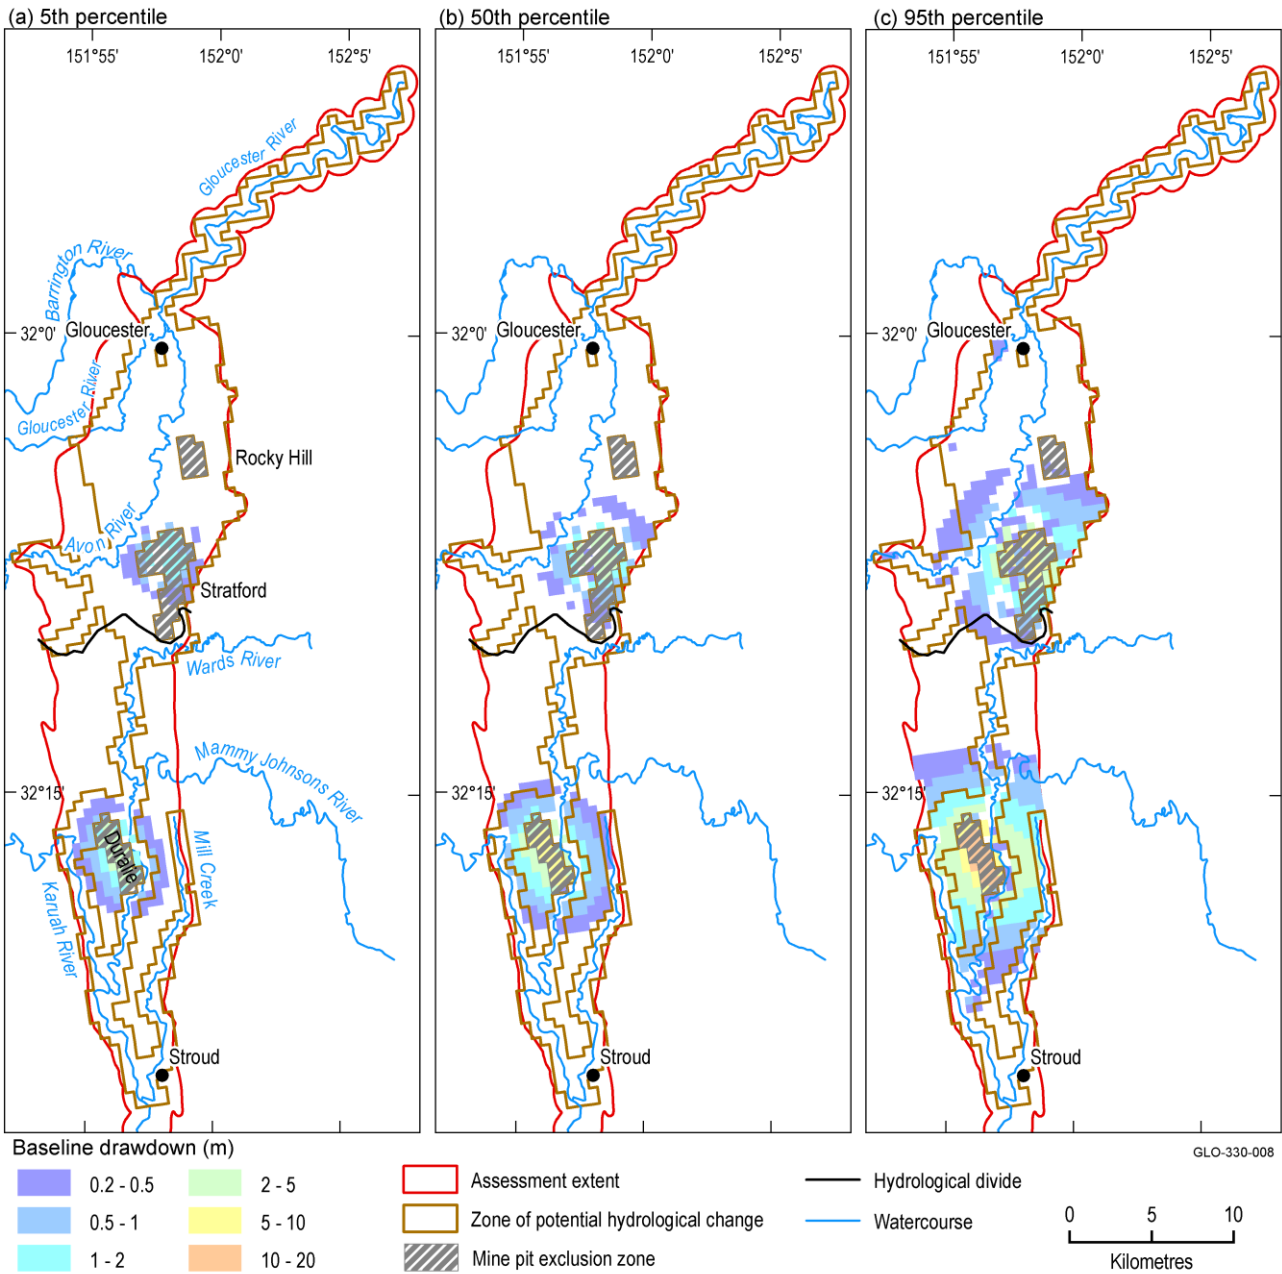 (a) 5th percentile
(b) 50th percentile
(c) 95th percentile
151°55' 152°0' 152°5'
151°55' 152°0' 152°5'
151°55' 152°0' 152°5'
Gloucester River
Barrington River
32°0' Gloucester
Gloucester River
Rocky Hill
Avon River
Stratford
Wards River
Mammy Johnsons River
32°15'
Duralie
Mill Creek
Karuah River
Stroud
32°0' Gloucester
32°15'
Stroud
32°0' Gloucester
32°15'
Stroud
GLO-330-008
Baseline drawdown (m)
0.2 - 0.5
0.5 - 1
1 - 2
2 - 5
5 - 10
10 - 20
Assessment extent
Zone of potential hydrological change
Mine pit exclusion zone
Hydrological divide
Watercourse
0 5 10
Kilometres